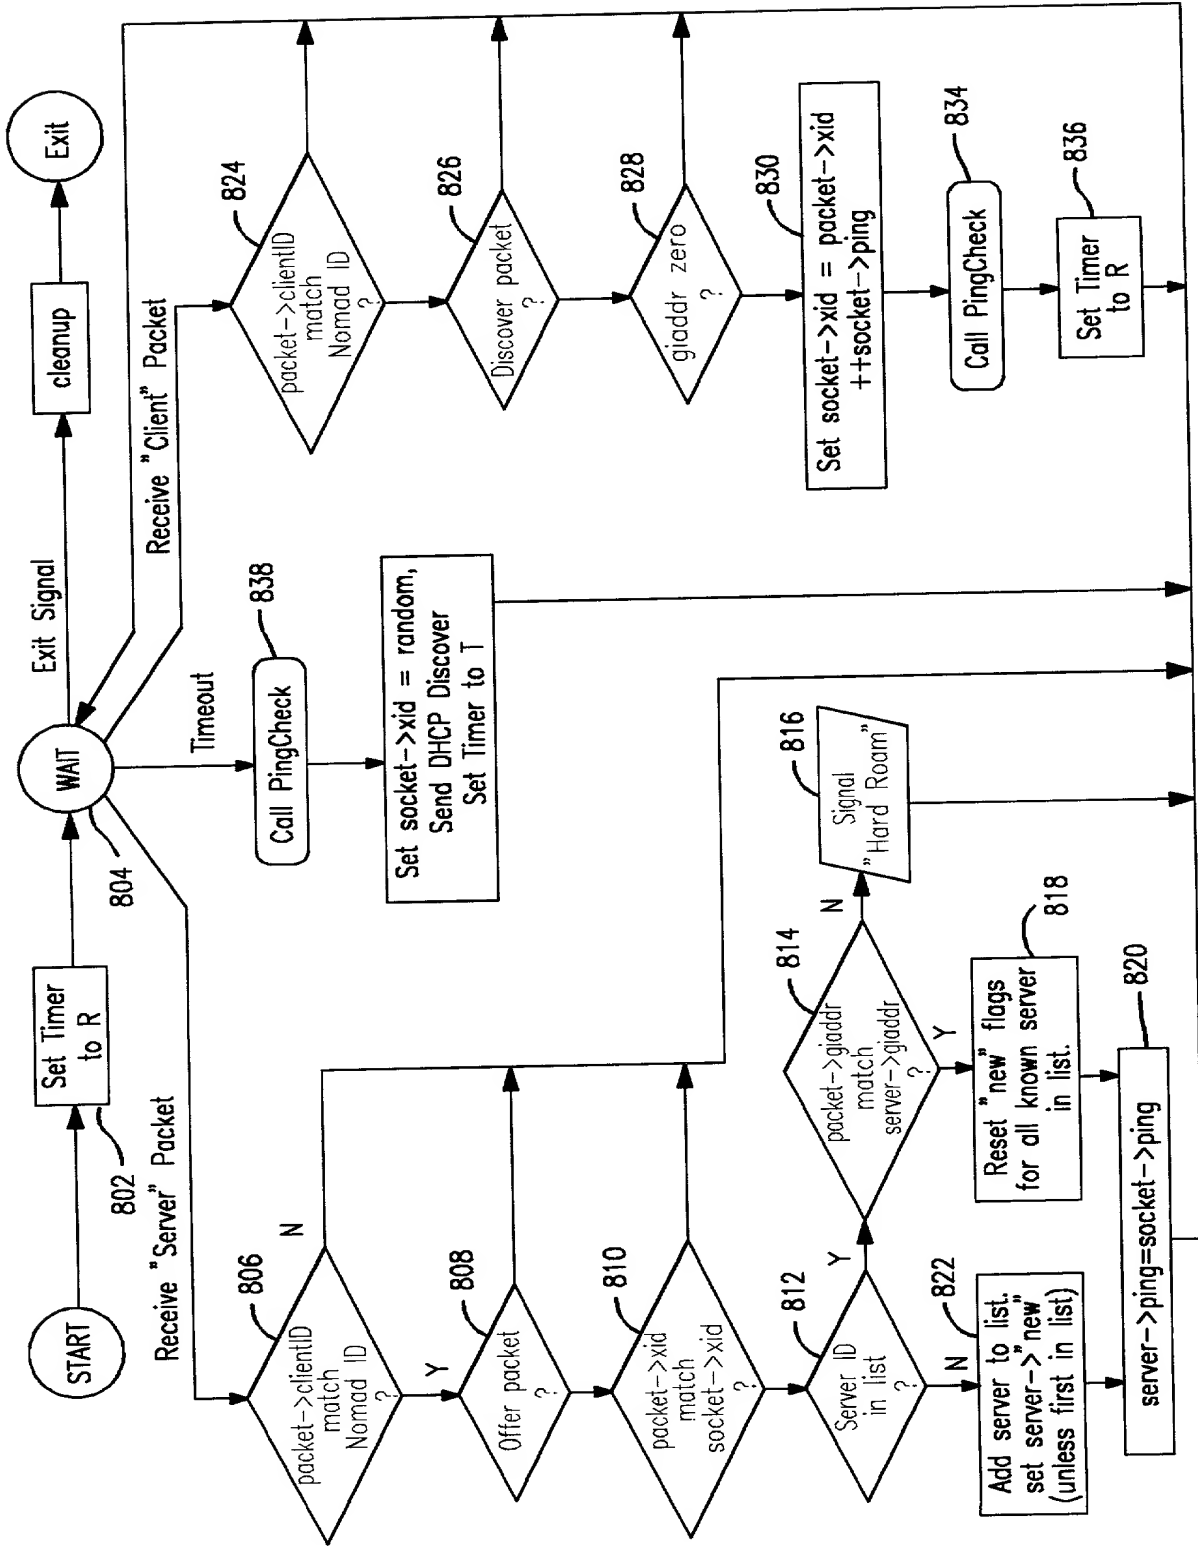 START
802
Set Timer
to R
804
WAIT
Exit Signal
cleanup
Exit
Receive "Server" Packet
Timeout
Receive "Client" Packet
806
packet->clientID
match
Nomad ID
?
N
Y
808
Offer packet
?
810
packet->xid
match
socket->xid
?
812
Server ID
in list
?
Y
N
822
Add server to list.
set server->"new"
(unless first in list)
814
packet->giaddr
match
server->giaddr
?
N
Y
816
Signal
"Hard Roam"
818
Reset "new" flags
for all known server
in list.
820
server->ping=socket->ping
838
Call PingCheck
Set socket->xid = random,
Send DHCP Discover
Set Timer to T
824
packet->clientID
match
Nomad ID
?
826
Discover packet
?
828
giaddr zero
?
830
Set socket->xid = packet->xid
++socket->ping
834
Call PingCheck
836
Set Timer
to R